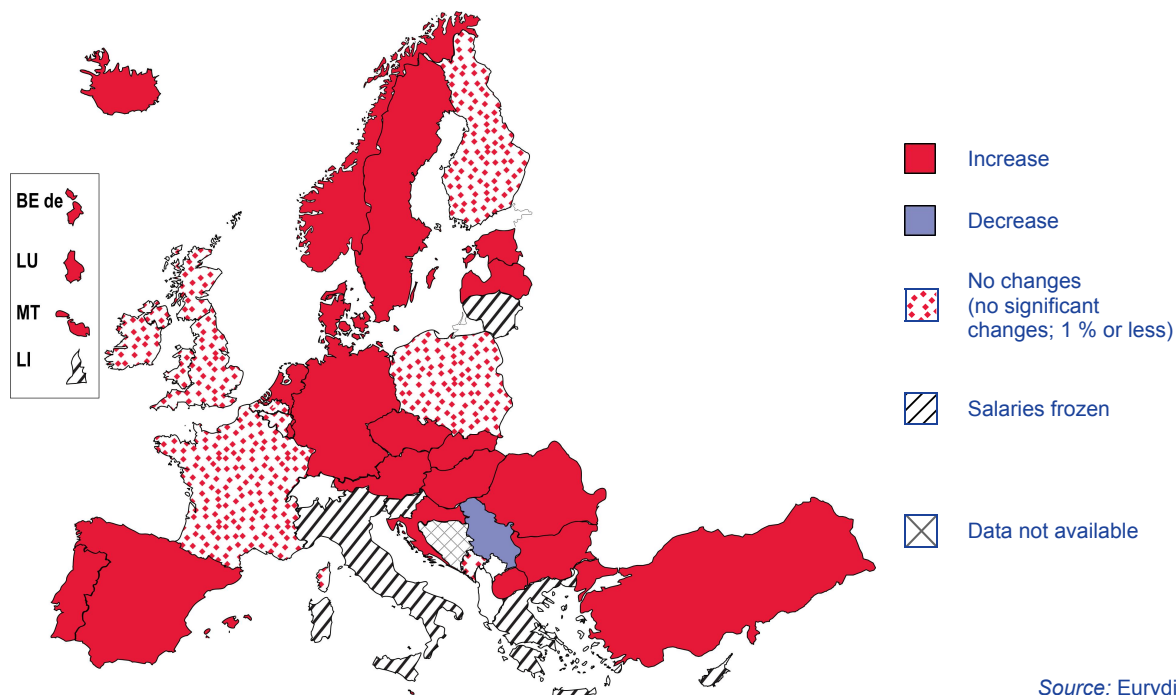 BE de
LU
MT
LI
Increase
Decrease
No changes
(no significant
changes; 1 % or less)
Salaries frozen
Data not available
Source: